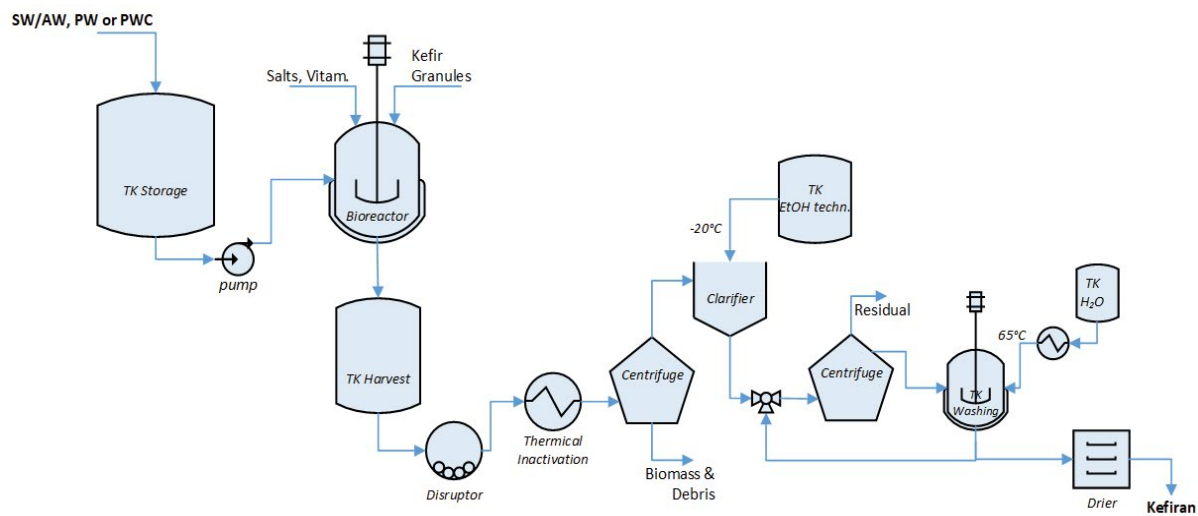 SW/AW, PW or PWC
TK Storage
pump
Salts, Vitam.
Kefir
Granules
Bioreactor
TK Harvest
Disruptor
Thermical
Inactivation
Centrifuge
Biomass &
Debris
TK
EtOH techn.
-20°C
Clarifier
Residual
Centrifuge
TK
H₂O
65°C
TK
Washing
Drier
Kefiran